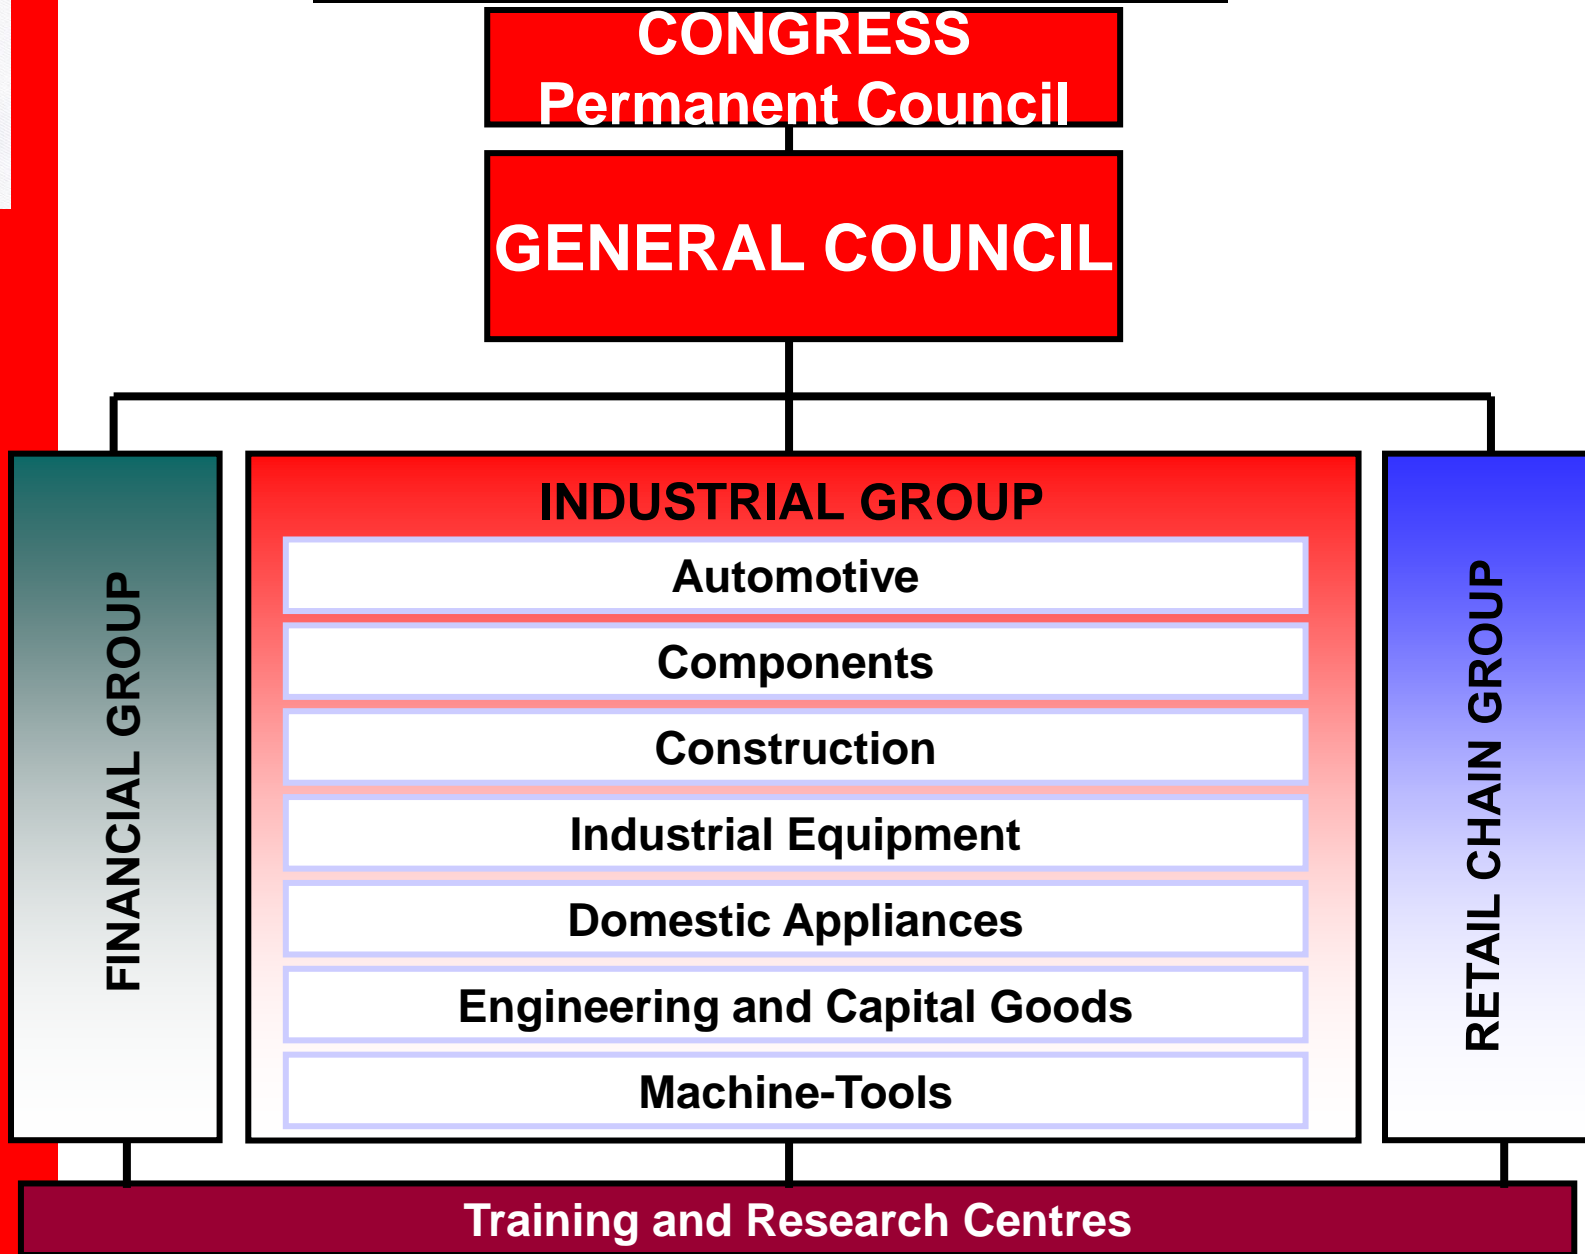 CONGRESS
Permanent Council
GENERAL COUNCIL
FINANCIAL GROUP
INDUSTRIAL GROUP
Automotive
Components
Construction
Industrial Equipment
Domestic Appliances
Engineering and Capital Goods
Machine-Tools
RETAIL CHAIN GROUP
Training and Research Centres